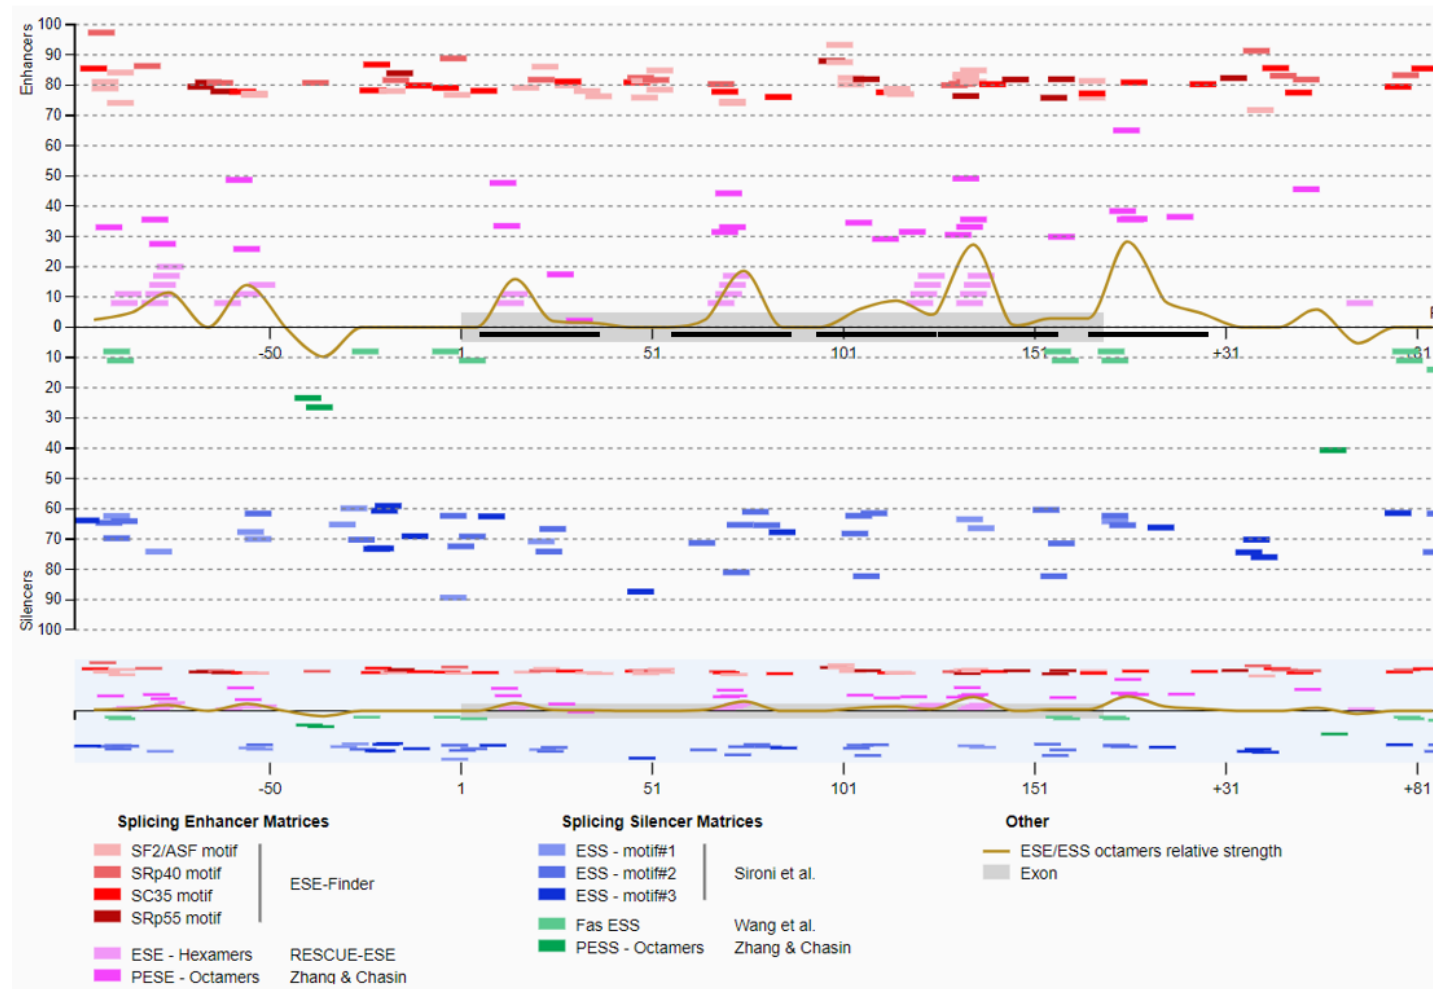 Enhancers
100
90
80
70
60
50
40
30
20
10
0
10
20
30
40
50
60
70
80
90
100
Silencers
-50
1
51
101
151
+31
+81
-50
1
51
101
151
+31
+81
Splicing Enhancer Matrices
SF2/ASF motif
SRp40 motif
SC35 motif
SRp55 motif
ESE-Finder
ESE - Hexamers
RESCUE-ESE
PESE - Octamers
Zhang & Chasin
Splicing Silencer Matrices
ESS - motif#1
ESS - motif#2
ESS - motif#3
Sironi et al.
Fas ESS
Wang et al.
PESS - Octamers
Zhang & Chasin
Other
ESE/ESS octamers relative strength
Exon